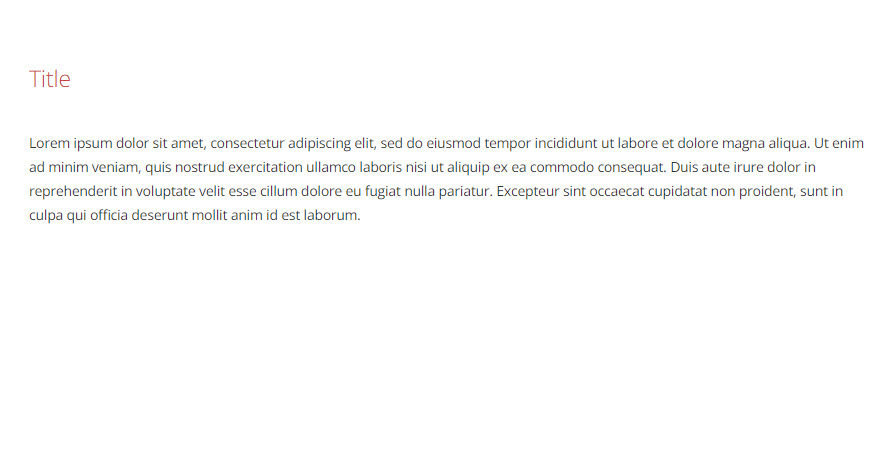 Title
Lorem ipsum dolor sit amet, consectetur adipiscing elit, sed do eiusmod tempor incididunt ut labore et dolore magna aliqua. Ut enim
ad minim veniam, quis nostrud exercitation ullamco laboris nisi ut aliquip ex ea commodo consequat. Duis aute irure dolor in
reprehenderit in voluptate velit esse cillum dolore eu fugiat nulla pariatur. Excepteur sint occaecat cupidatat non proident, sunt in
culpa qui officia deserunt mollit anim id est laborum.